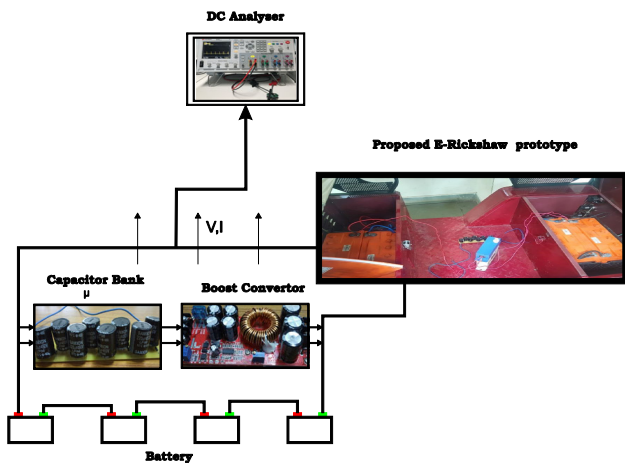 DC Analyser
Proposed E-Rickshaw prototype
V,I
Capacitor Bank
μ
Boost Convertor
Battery